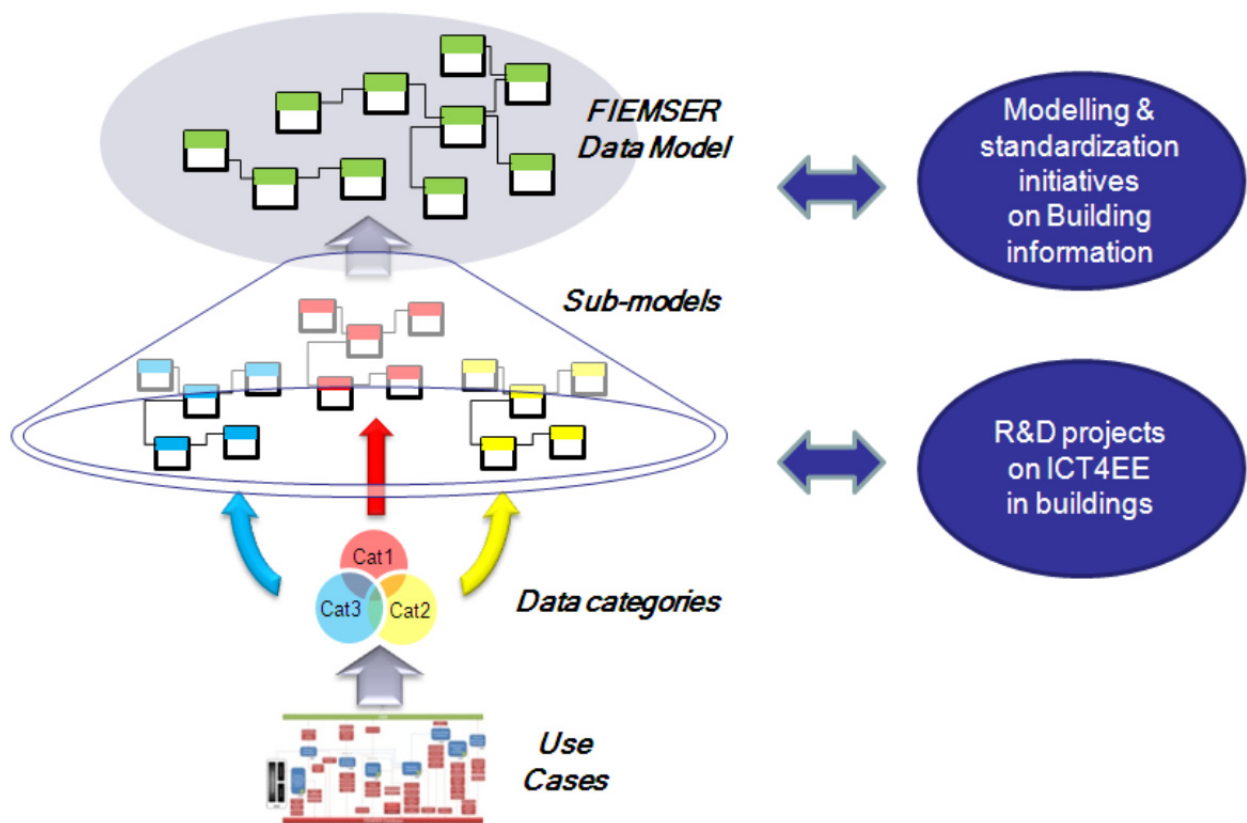 FIEMSER
Data Model
Modelling &
standardization
initiatives
on Building
information
Sub-models
R&D projects
on ICT4EE
in buildings
Cat1
Cat3
Cat2
Data categories
Use
Cases